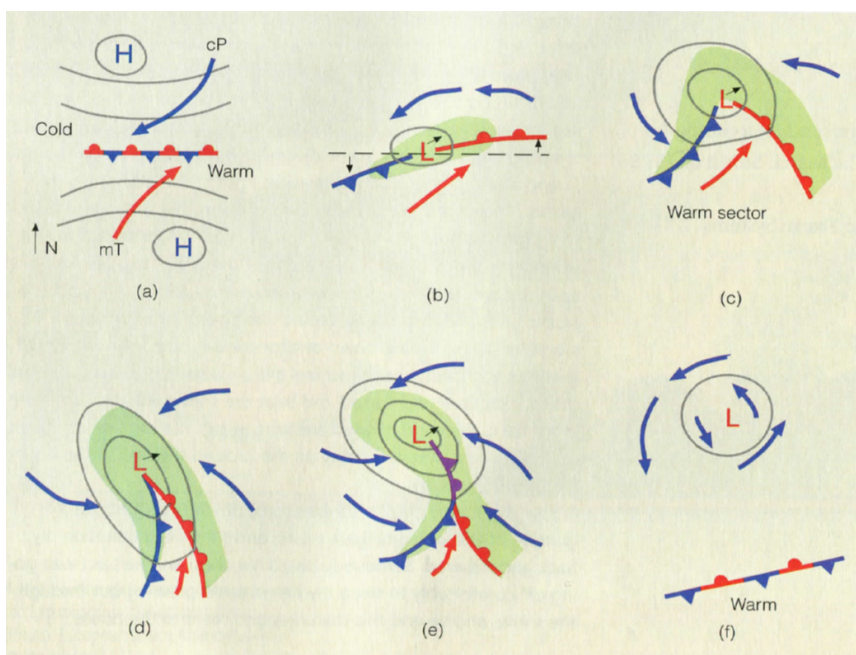 H
cP
Cold
Warm
N
mT
H
(a)
L
(b)
L
Warm sector
(c)
L
(d)
L
(e)
L
Warm
(f)